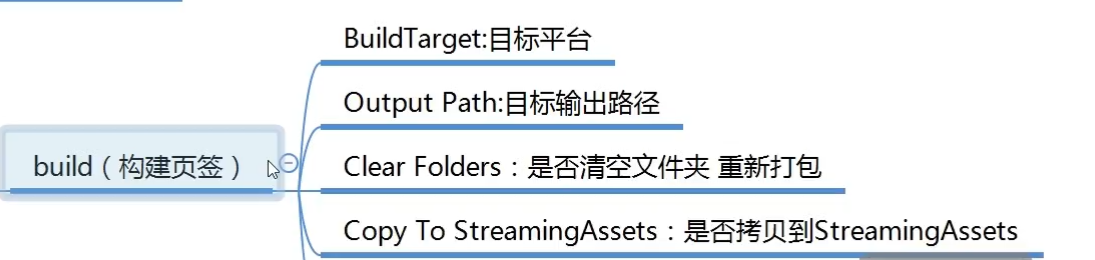 BuildTarget:目标平台
Output Path:目标输出路径
build（构建页签）
Clear Folders：是否清空文件夹 重新打包
Copy To StreamingAssets：是否拷贝到StreamingAssets